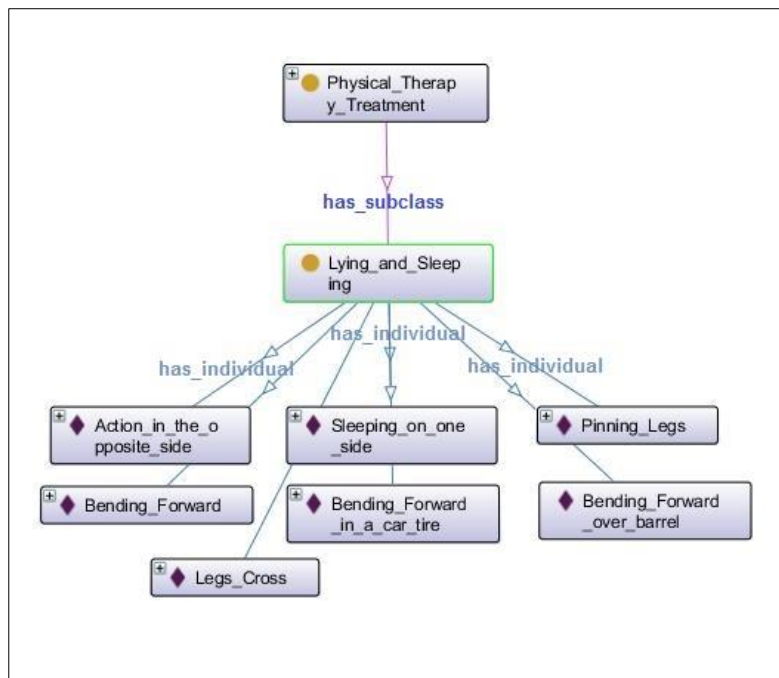 Physical_Therap
y_Treatment
has_subclass
Lying_and_Sleep
ing
has_individual
has_individual
has_individual
Action_in_the_o
pposite_side
Sleeping_on_one
_side
Pinning_Legs
Bending_Forward
Bending_Forward
_in_a_car_tire
Bending_Forward
_over_barrel
Legs_Cross